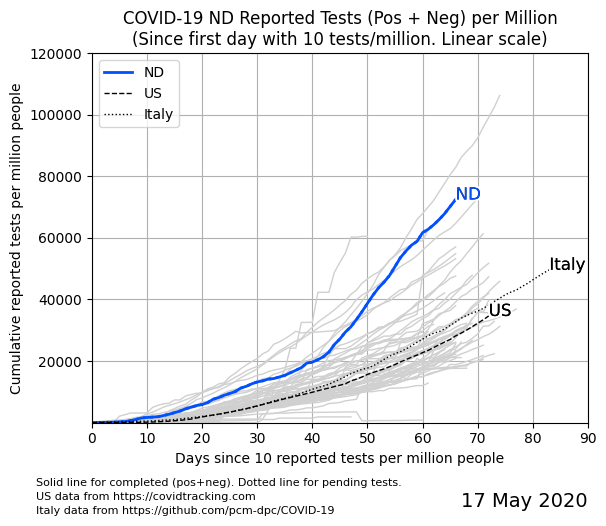 COVID-19 ND Reported Tests (Pos + Neg) per Million
(Since first day with 10 tests/million. Linear scale)
120000
100000
80000
60000
40000
20000
Cumulative reported tests per million people
ND
US
Italy
ND
Italy
US
0 10 20 30 40 50 60 70 80 90
Days since 10 reported tests per million people
Solid line for completed (pos+neg). Dotted line for pending tests.
US data from https://covidtracking.com
Italy data from https://github.com/pcm-dpc/COVID-19
17 May 2020